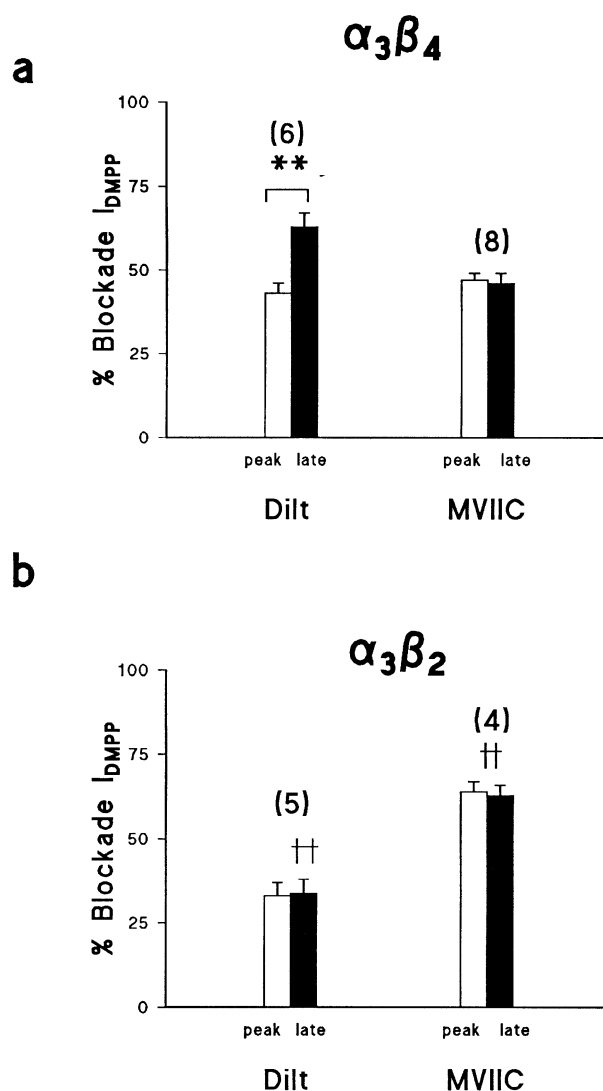 α3β4
a
100
(6)
**
75
(8)
50
25
0
% Blockade IDMPP
peak late
peak late
Dilt
MVIIC
b
α3β2
100
(4)
††
75
(5)
††
50
25
0
% Blockade IDMPP
peak late
peak late
Dilt
MVIIC